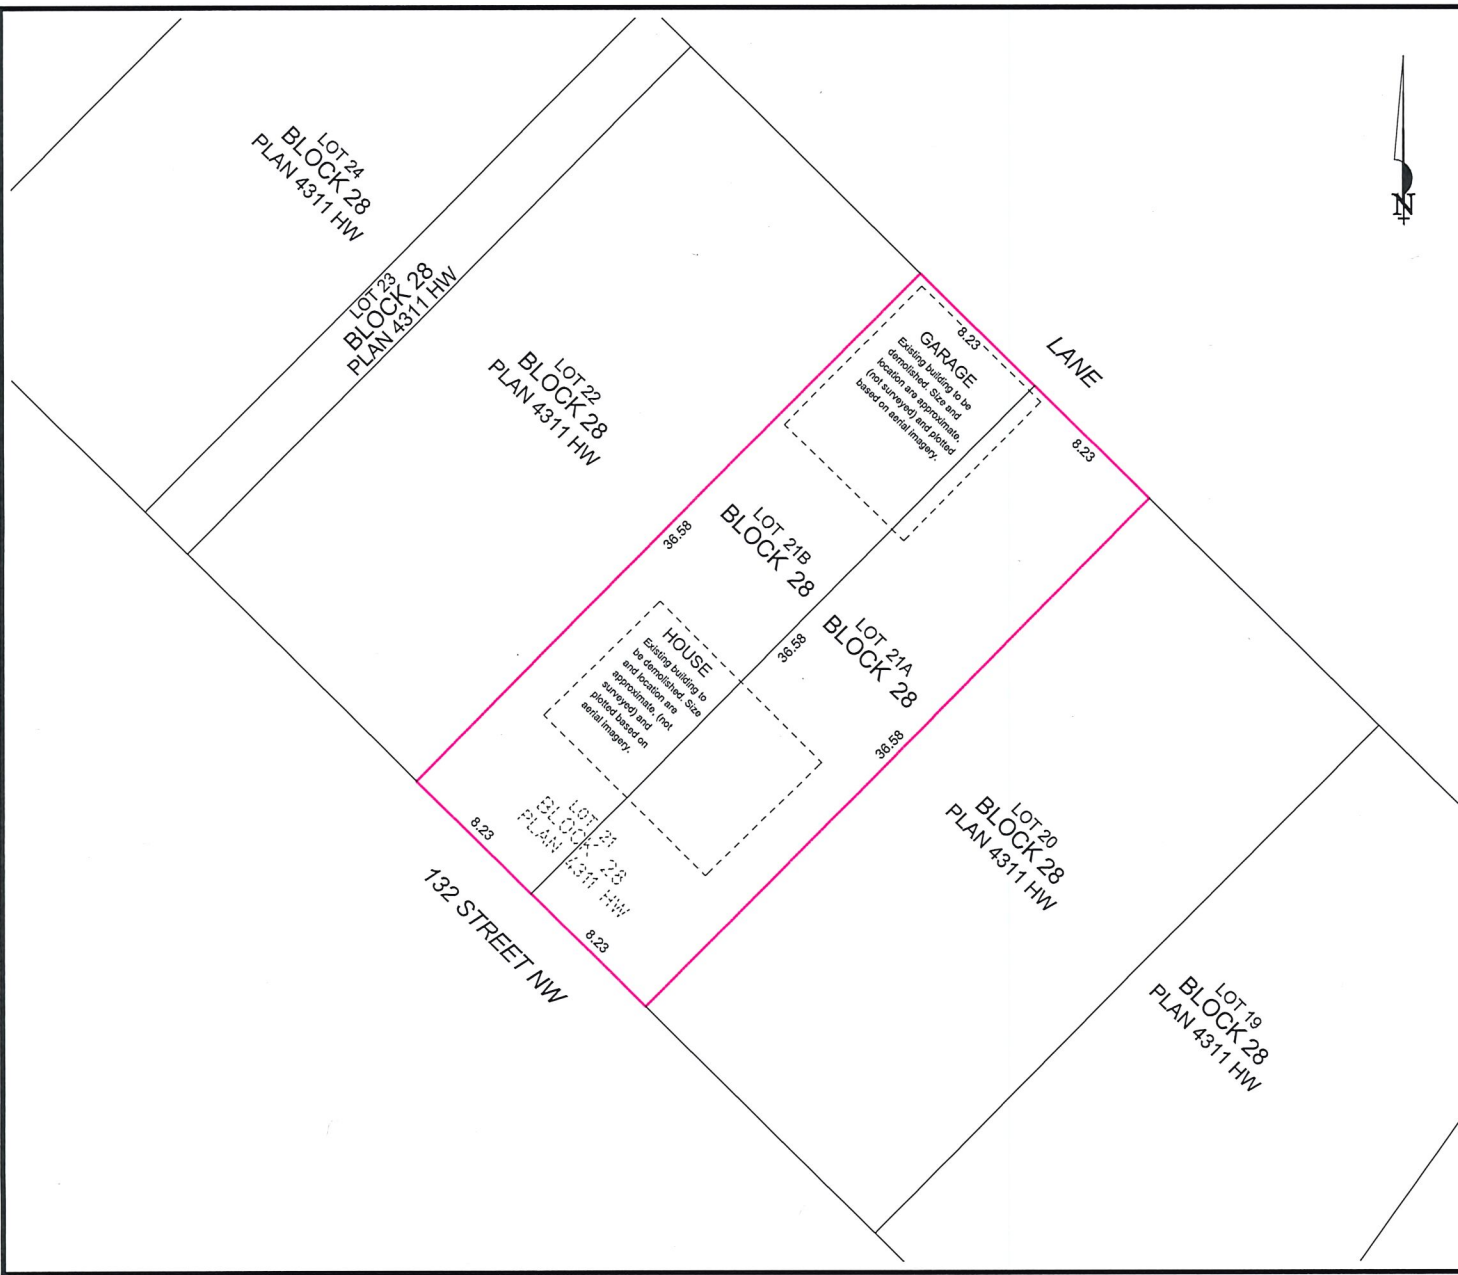 LOT 24
BLOCK 28
PLAN 4311 HW
N
LOT 23
BLOCK 28
PLAN 4311 HW
LOT 22
BLOCK 28
PLAN 4311 HW
LANE
8.23
GARAGE
Existing building to be
demolished. Size and
location are approximate.
(not surveyed) and plotted
based on aerial imagery.
8.23
36.58
LOT 21B
BLOCK 28
36.58
LOT 21A
BLOCK 28
36.58
HOUSE
Existing building to
be demolished. Size
and location are
approximate. (not
surveyed) and
plotted based on
aerial imagery.
LOT 21
BLOCK 28
PLAN 4311 HW
8.23
8.23
132 STREET NW
LOT 20
BLOCK 28
PLAN 4311 HW
LOT 19
BLOCK 28
PLAN 4311 HW